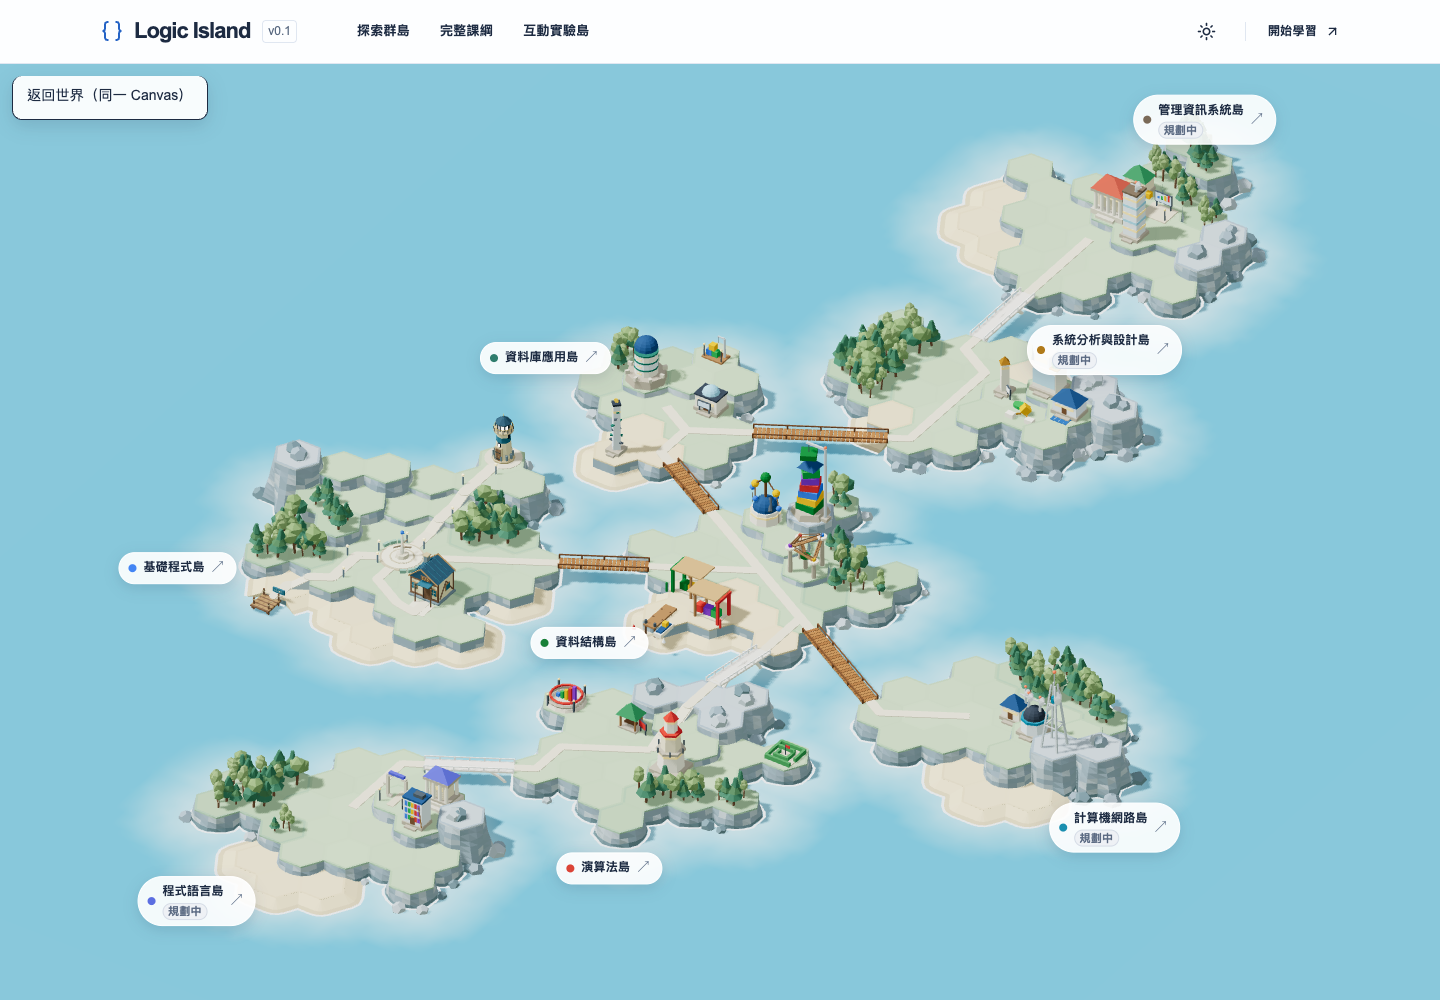 { } Logic Island v0.1 探索群島 完整課綱 互動實驗島 開始學習
返回世界（同一 Canvas）
管理資訊系統島
規劃中
系統分析與設計島
規劃中
資料庫應用島
基礎程式島
資料結構島
計算機網路島
規劃中
演算法島
程式語言島
規劃中